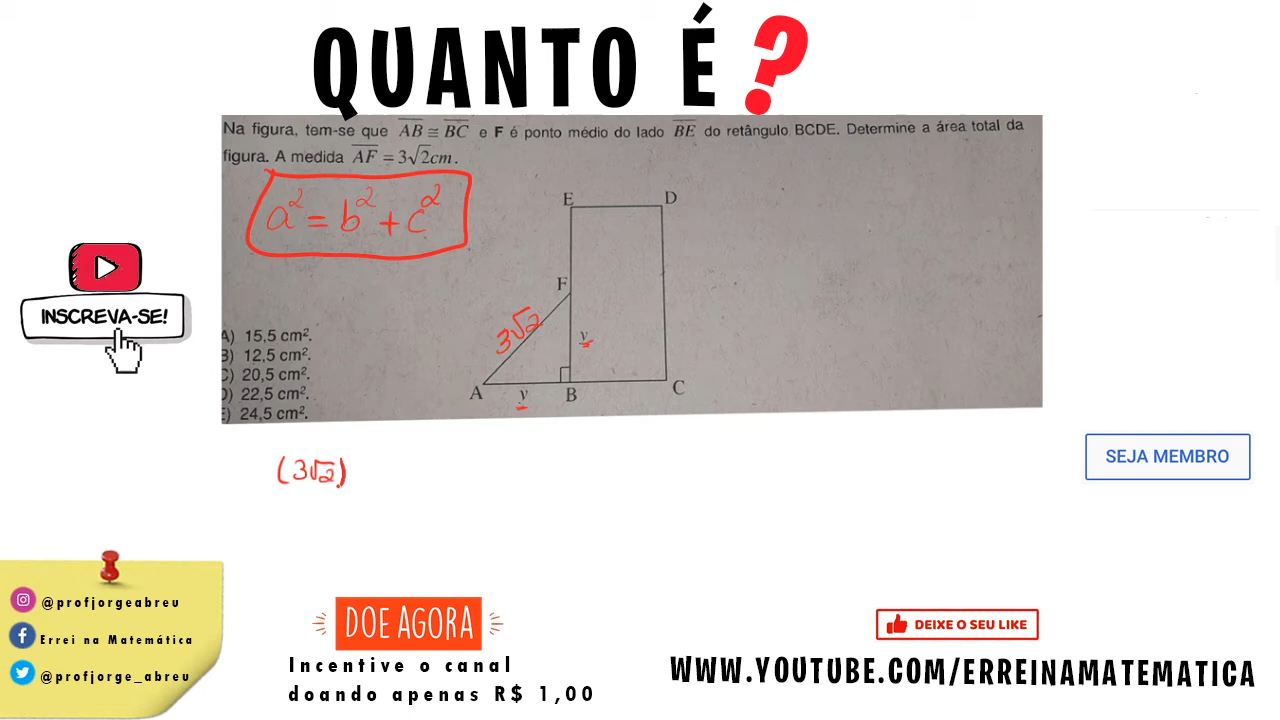 QUANTO É?
Na figura, tem-se que AB ≅ BC e F é ponto médio do lado BE do retângulo BCDE. Determine a área total da
figura. A medida AF = 3√2cm.
a² = b² + c²
E D
F
3√2
y
A y B C
A) 15,5 cm².
B) 12,5 cm².
C) 20,5 cm².
D) 22,5 cm².
E) 24,5 cm².
INSCREVA-SE!
(3√2)
SEJA MEMBRO
@profjorgeabreu
Errei na Matemática
@profjorge_abreu
DOE AGORA
Incentive o canal
doando apenas R$ 1,00
DEIXE O SEU LIKE
WWW.YOUTUBE.COM/ERREINAMATEMATICA